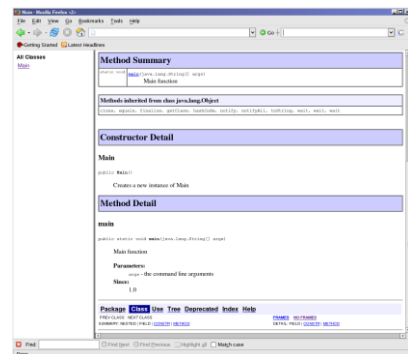 Main - Mozilla Firefox <2>
File Edit View Go Bookmarks Tools Help
Go
Getting Started Latest Headlines
All Classes
Main
Method Summary
static void main(java.lang.String[] args)
Main function
Methods inherited from class java.lang.Object
clone, equals, finalize, getClass, hashCode, notify, notifyAll, toString, wait, wait, wait
Constructor Detail
Main
public Main()
Creates a new instance of Main
Method Detail
main
public static void main(java.lang.String[] args)
Main function
Parameters:
args - the command line arguments
Since:
1.0
Package Class Use Tree Deprecated Index Help
PREV CLASS NEXT CLASS FRAMES NO FRAMES
SUMMARY: NESTED | FIELD | CONSTR | METHOD DETAIL: FIELD | CONSTR | METHOD
Find: Find Next Find Previous Highlight all Match case
Done